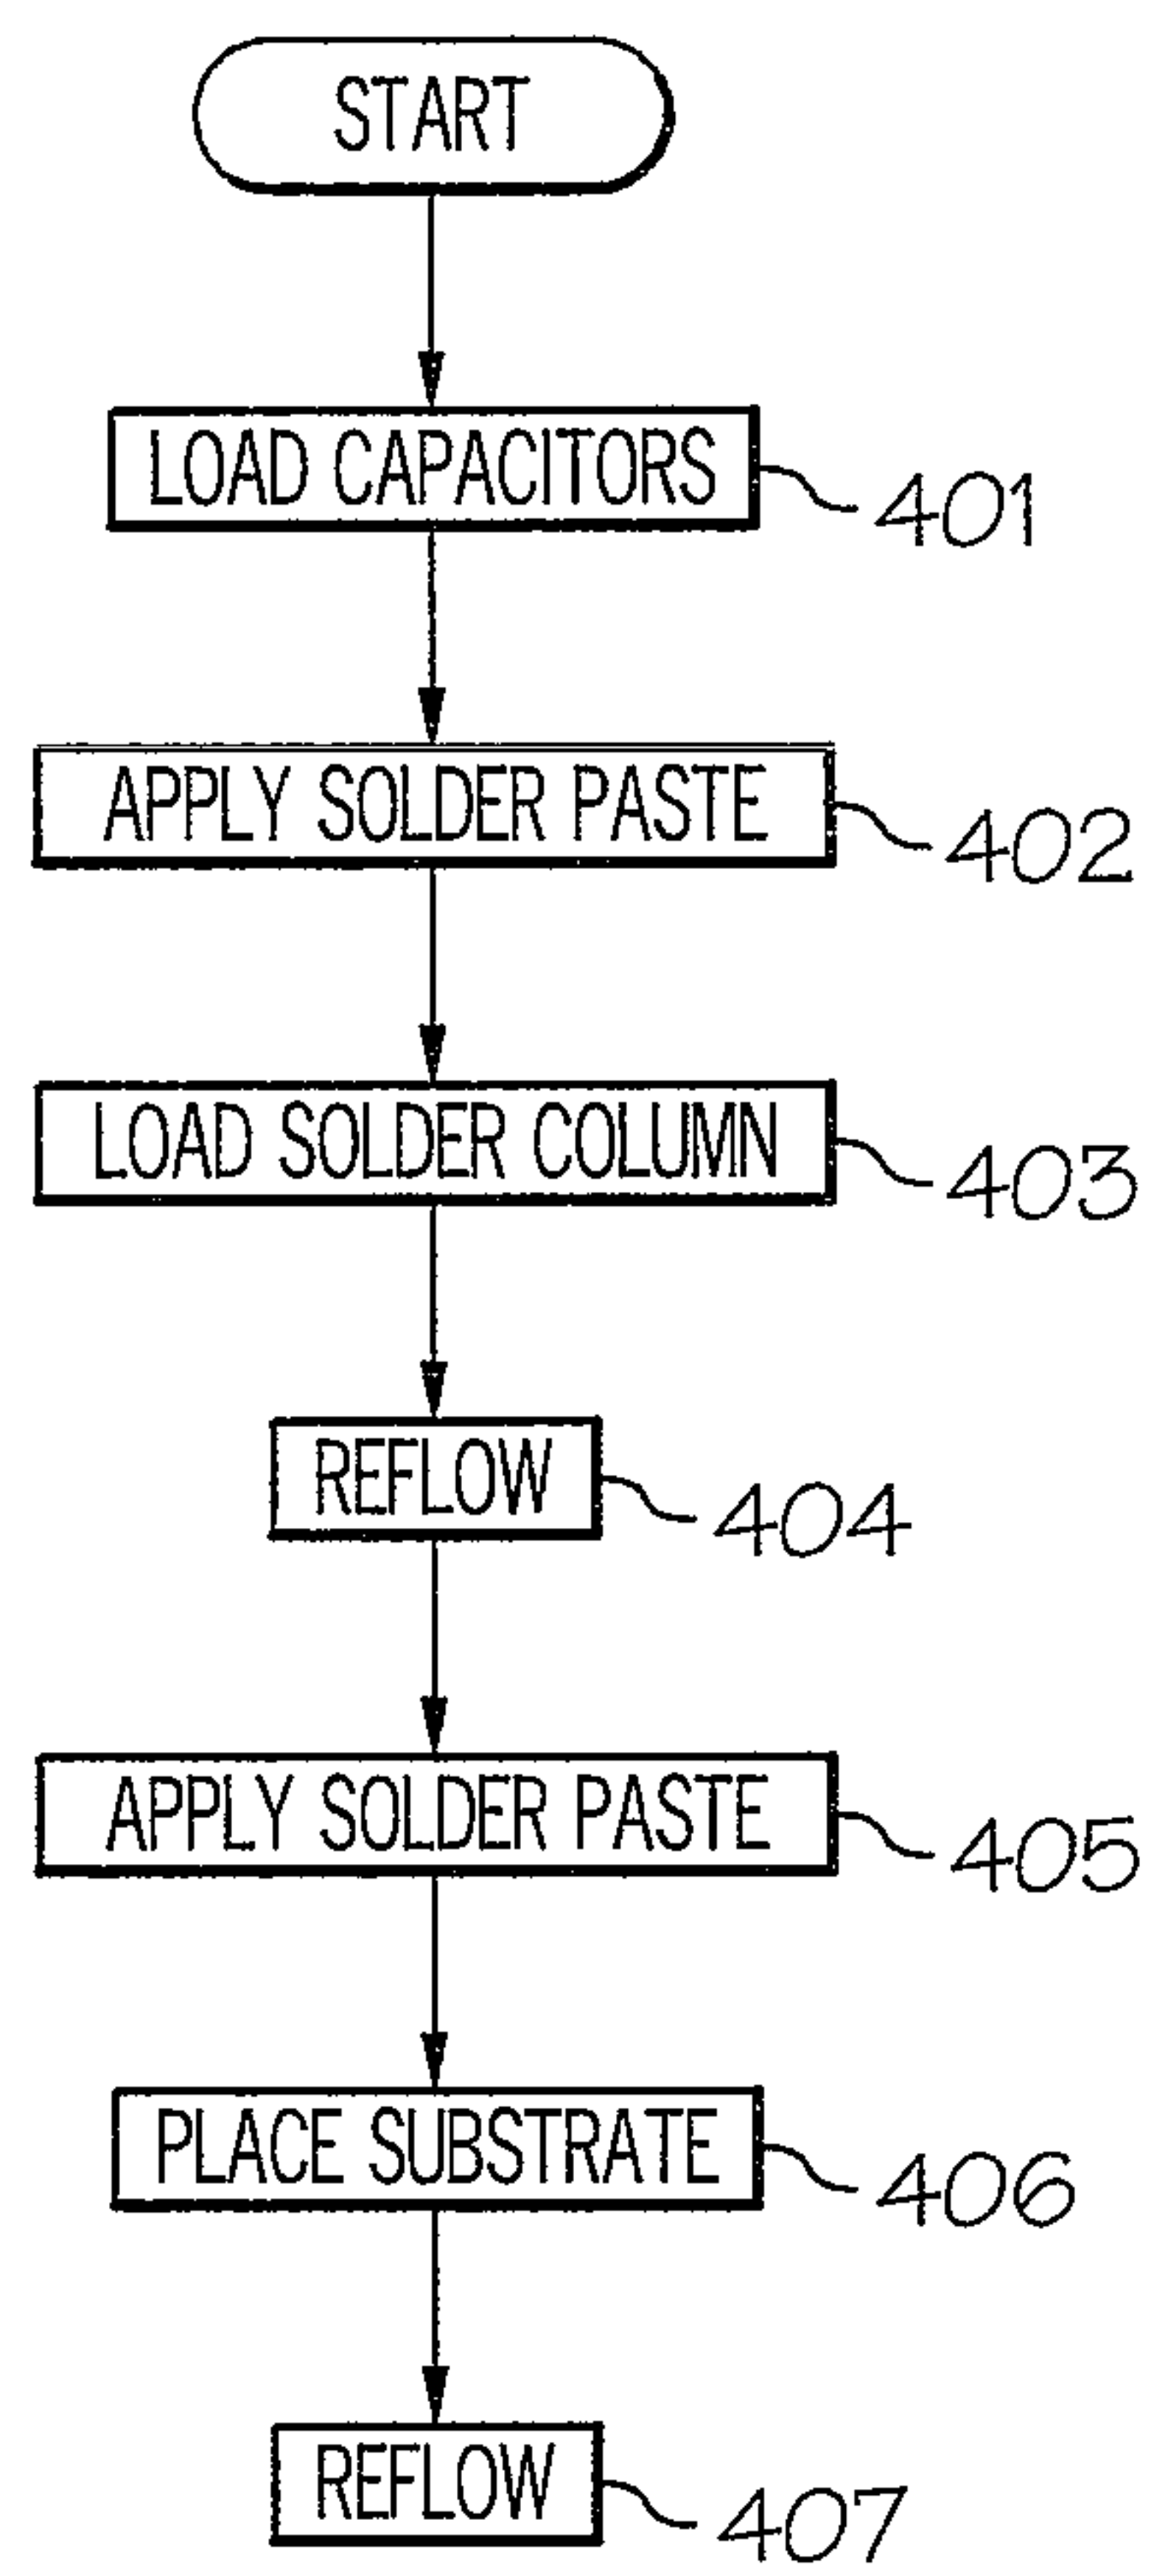 START
LOAD CAPACITORS
401
APPLY SOLDER PASTE
402
LOAD SOLDER COLUMN
403
REFLOW
404
APPLY SOLDER PASTE
405
PLACE SUBSTRATE
406
REFLOW
407